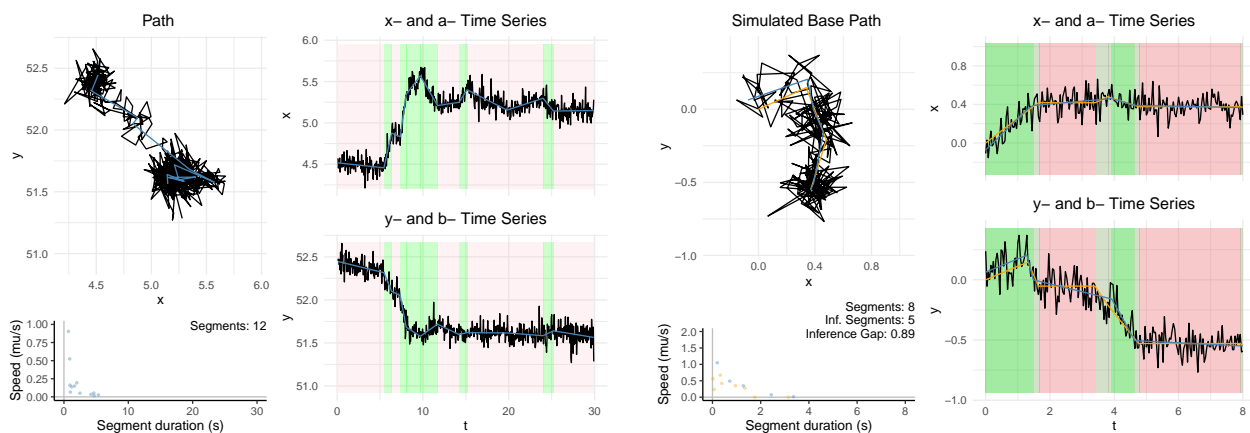 Path
52.5
52.0
51.5
51.0
y
4.5
5.0
5.5
6.0
x
Segments: 12
1.00
0.75
0.50
0.25
0.00
Speed (mu/s)
0
10
20
30
Segment duration (s)
x− and a− Time Series
6.0
5.5
5.0
4.5
x
y− and b− Time Series
52.5
52.0
51.5
51.0
y
0
10
20
30
t
Simulated Base Path
0.0
−0.5
−1.0
y
0.0
0.4
0.8
x
Segments: 8
Inf. Segments: 5
Inference Gap: 0.89
2.0
1.5
1.0
0.5
0.0
Speed (mu/s)
0
2
4
6
8
Segment duration (s)
x− and a− Time Series
0.8
0.4
0.0
x
y− and b− Time Series
0.0
−0.5
−1.0
y
0
2
4
6
8
t